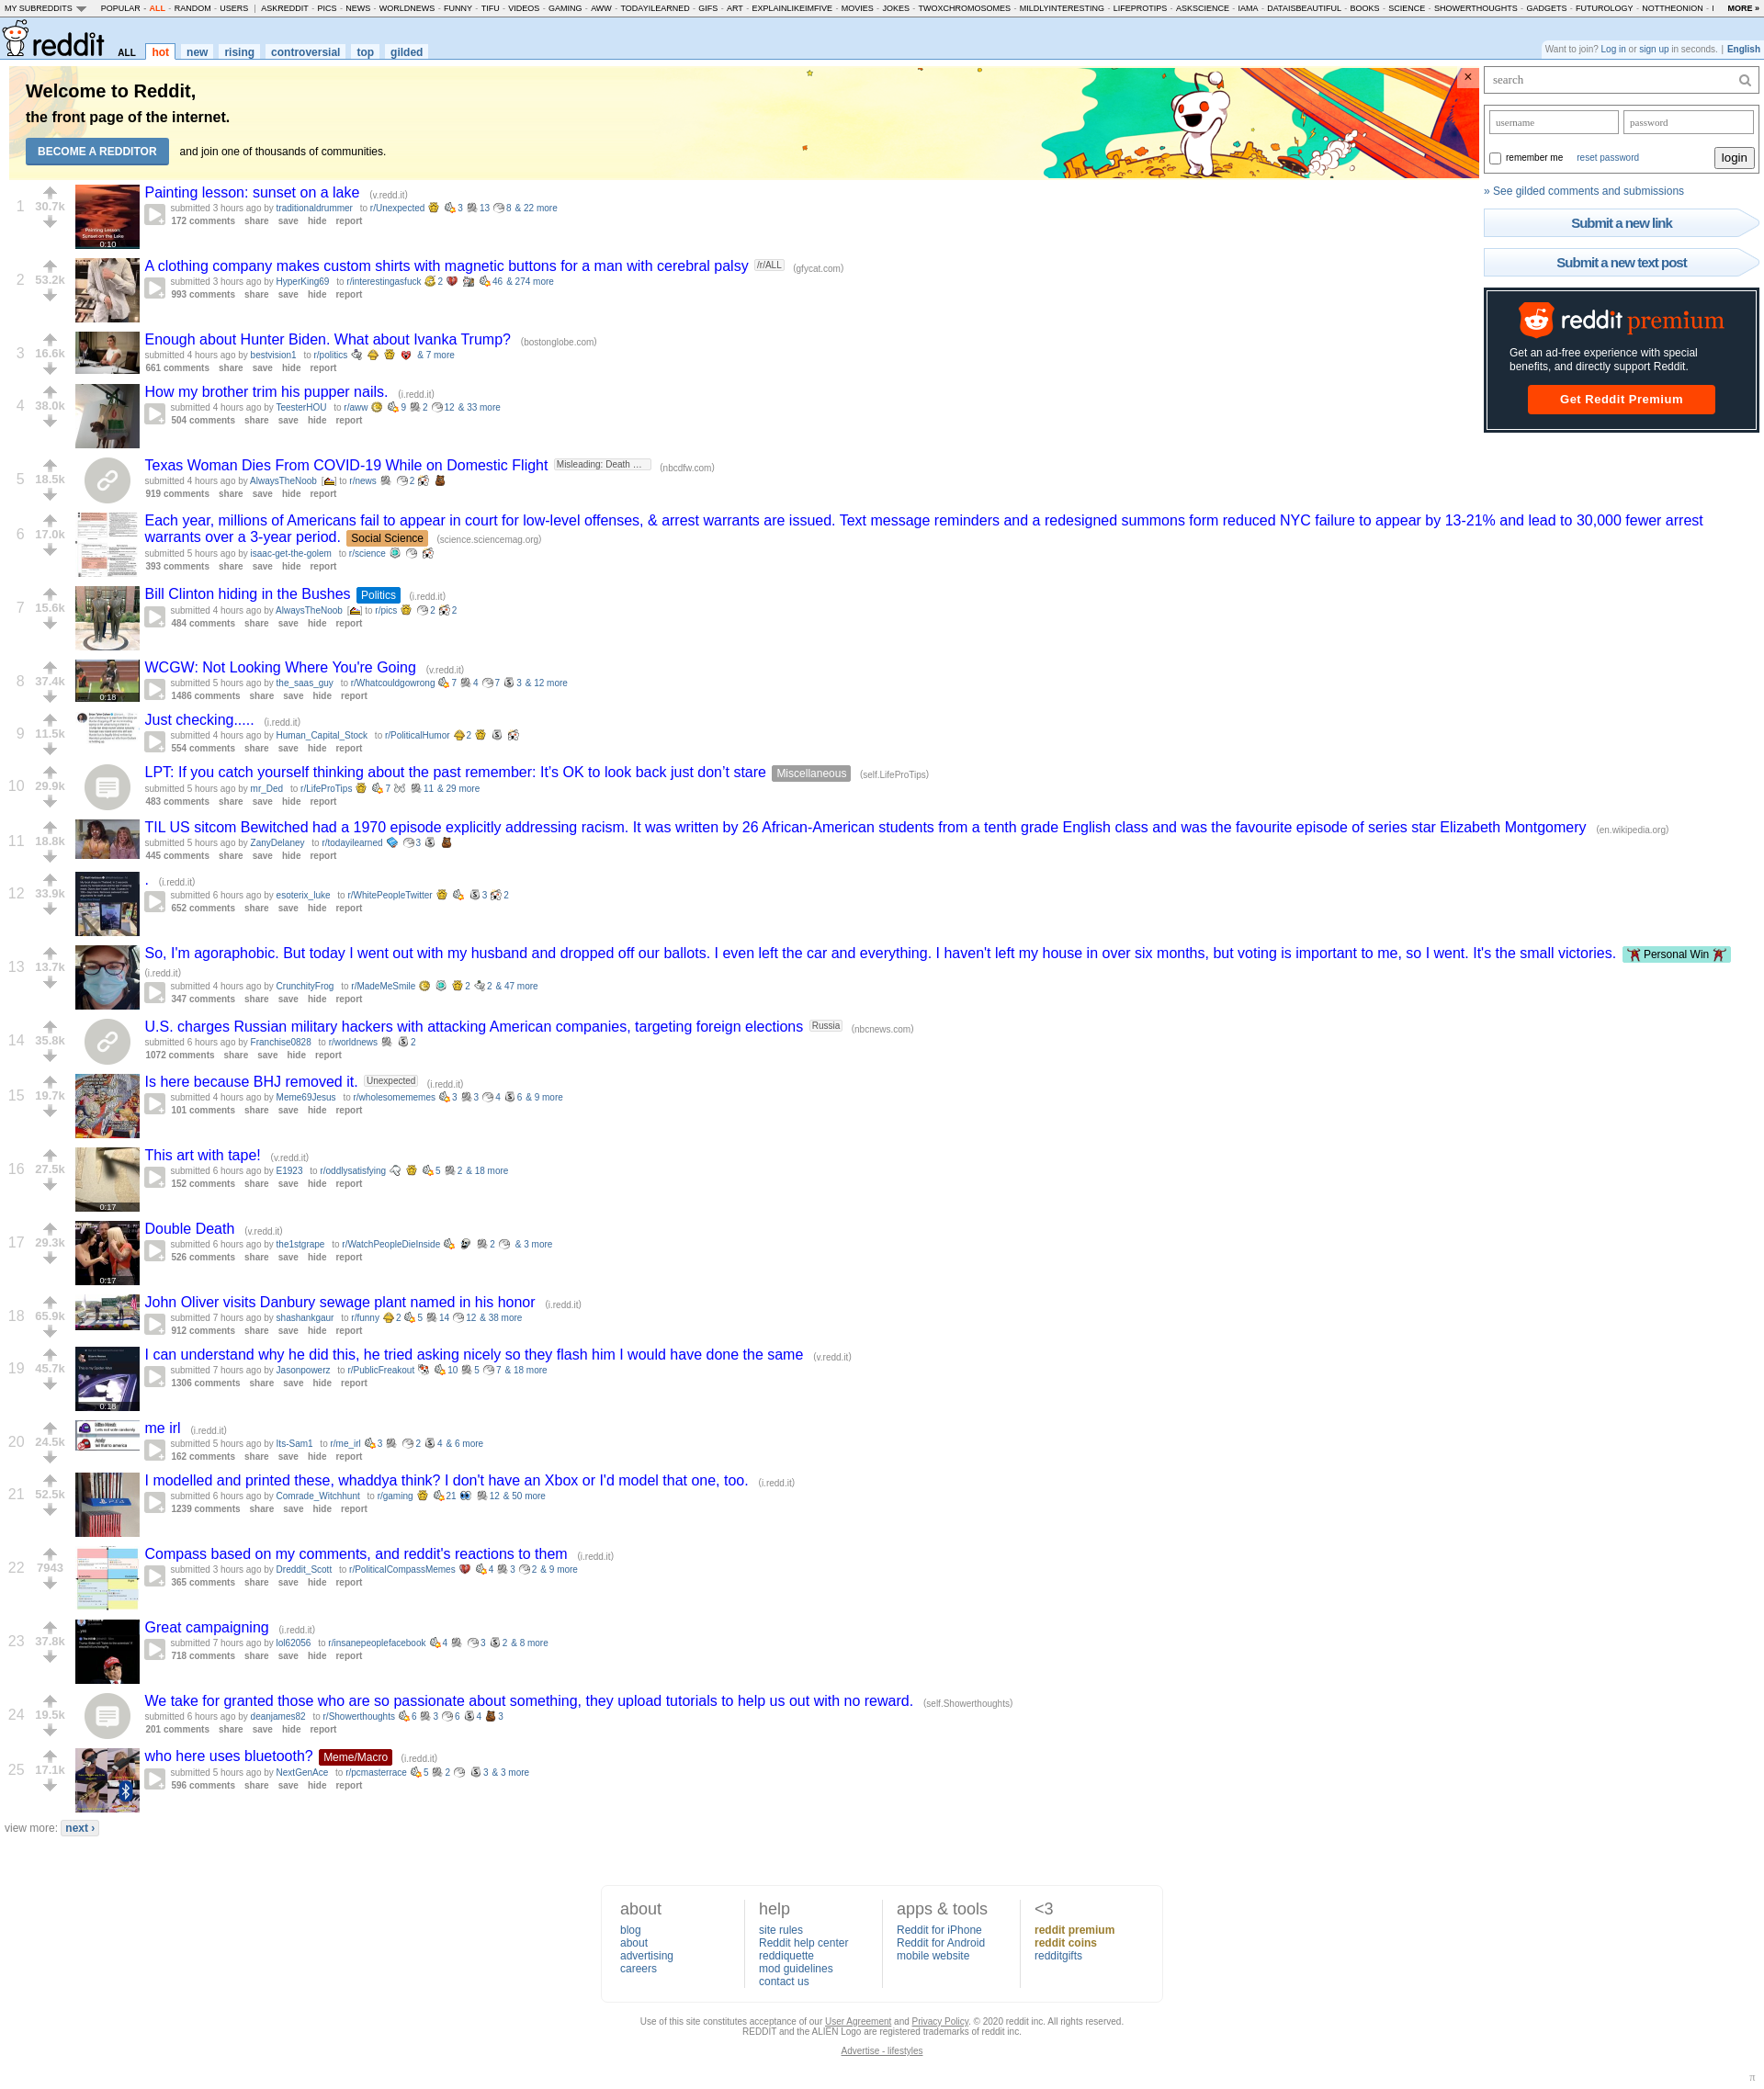 MY SUBREDDITS POPULAR - ALL - RANDOM - USERS | ASKREDDIT - PICS - NEWS - WORLDNEWS - FUNNY - TIFU - VIDEOS - GAMING - AWW - TODAYILEARNED - GIFS - ART - EXPLAINLIKEIMFIVE - MOVIES - JOKES - TWOXCHROMOSOMES - MILDLYINTERESTING - LIFEPROTIPS - ASKSCIENCE - IAMA - DATAISBEAUTIFUL - BOOKS - SCIENCE - SHOWERTHOUGHTS - GADGETS - FUTUROLOGY - NOTTHEONION - MORE »
reddit ALL hot new rising controversial top gilded
Want to join? Log in or sign up in seconds. | English
Welcome to Reddit,
the front page of the internet.
BECOME A REDDITOR and join one of thousands of communities.
×
search
username password
remember me reset password login
» See gilded comments and submissions
Submit a new link
Submit a new text post
reddit premium
Get an ad-free experience with special
benefits, and directly support Reddit.
Get Reddit Premium
1 30.7k Painting lesson: sunset on a lake (v.redd.it)
submitted 3 hours ago by traditionaldrummer to r/Unexpected 3 13 8 & 22 more
172 comments share save hide report
0:10
2 53.2k A clothing company makes custom shirts with magnetic buttons for a man with cerebral palsy /r/ALL (gfycat.com)
submitted 3 hours ago by HyperKing69 to r/interestingasfuck 2 46 & 274 more
993 comments share save hide report
3 16.6k Enough about Hunter Biden. What about Ivanka Trump? (bostonglobe.com)
submitted 4 hours ago by bestvision1 to r/politics & 7 more
661 comments share save hide report
4 38.0k How my brother trim his pupper nails. (i.redd.it)
submitted 4 hours ago by TeesterHOU to r/aww 9 2 12 & 33 more
504 comments share save hide report
5 18.5k Texas Woman Dies From COVID-19 While on Domestic Flight Misleading: Death … (nbcdfw.com)
submitted 4 hours ago by AlwaysTheNoob [] to r/news 2
919 comments share save hide report
6 17.0k Each year, millions of Americans fail to appear in court for low-level offenses, & arrest warrants are issued. Text message reminders and a redesigned summons form reduced NYC failure to appear by 13-21% and lead to 30,000 fewer arrest
warrants over a 3-year period. Social Science (science.sciencemag.org)
submitted 5 hours ago by isaac-get-the-golem to r/science
393 comments share save hide report
7 15.6k Bill Clinton hiding in the Bushes Politics (i.redd.it)
submitted 4 hours ago by AlwaysTheNoob [] to r/pics 2 2
484 comments share save hide report
8 37.4k WCGW: Not Looking Where You're Going (v.redd.it)
submitted 5 hours ago by the_saas_guy to r/Whatcouldgowrong 7 4 7 3 & 12 more
1486 comments share save hide report
0:18
9 11.5k Just checking..... (i.redd.it)
submitted 4 hours ago by Human_Capital_Stock to r/PoliticalHumor 2
554 comments share save hide report
10 29.9k LPT: If you catch yourself thinking about the past remember: It's OK to look back just don't stare Miscellaneous (self.LifeProTips)
submitted 5 hours ago by mr_Ded to r/LifeProTips 7 11 & 29 more
483 comments share save hide report
11 18.8k TIL US sitcom Bewitched had a 1970 episode explicitly addressing racism. It was written by 26 African-American students from a tenth grade English class and was the favourite episode of series star Elizabeth Montgomery (en.wikipedia.org)
submitted 5 hours ago by ZanyDelaney to r/todayilearned 3
445 comments share save hide report
12 33.9k . (i.redd.it)
submitted 6 hours ago by esoterix_luke to r/WhitePeopleTwitter 3 2
652 comments share save hide report
13 13.7k So, I'm agoraphobic. But today I went out with my husband and dropped off our ballots. I even left the car and everything. I haven't left my house in over six months, but voting is important to me, so I went. It's the small victories. Personal Win
(i.redd.it)
submitted 4 hours ago by CrunchityFrog to r/MadeMeSmile 2 2 & 47 more
347 comments share save hide report
14 35.8k U.S. charges Russian military hackers with attacking American companies, targeting foreign elections Russia (nbcnews.com)
submitted 6 hours ago by Franchise0828 to r/worldnews 2
1072 comments share save hide report
15 19.7k Is here because BHJ removed it. Unexpected (i.redd.it)
submitted 4 hours ago by Meme69Jesus to r/wholesomememes 3 3 4 6 & 9 more
101 comments share save hide report
16 27.5k This art with tape! (v.redd.it)
submitted 6 hours ago by E1923 to r/oddlysatisfying 5 2 & 18 more
152 comments share save hide report
0:17
17 29.3k Double Death (v.redd.it)
submitted 6 hours ago by the1stgrape to r/WatchPeopleDieInside 2 & 3 more
526 comments share save hide report
0:17
18 65.9k John Oliver visits Danbury sewage plant named in his honor (i.redd.it)
submitted 7 hours ago by shashankgaur to r/funny 2 5 14 12 & 38 more
912 comments share save hide report
19 45.7k I can understand why he did this, he tried asking nicely so they flash him I would have done the same (v.redd.it)
submitted 7 hours ago by Jasonpowerz to r/PublicFreakout 10 5 7 & 18 more
1306 comments share save hide report
0:16
20 24.5k me irl (i.redd.it)
submitted 5 hours ago by Its-Sam1 to r/me_irl 3 2 4 & 6 more
162 comments share save hide report
21 52.5k I modelled and printed these, whaddya think? I don't have an Xbox or I'd model that one, too. (i.redd.it)
submitted 6 hours ago by Comrade_Witchhunt to r/gaming 21 12 & 50 more
1239 comments share save hide report
22 7943 Compass based on my comments, and reddit's reactions to them (i.redd.it)
submitted 3 hours ago by Dreddit_Scott to r/PoliticalCompassMemes 4 3 2 & 9 more
365 comments share save hide report
23 37.8k Great campaigning (i.redd.it)
submitted 7 hours ago by lol62056 to r/insanepeoplefacebook 4 3 2 & 8 more
718 comments share save hide report
24 19.5k We take for granted those who are so passionate about something, they upload tutorials to help us out with no reward. (self.Showerthoughts)
submitted 6 hours ago by deanjames82 to r/Showerthoughts 6 3 6 4 3
201 comments share save hide report
25 17.1k who here uses bluetooth? Meme/Macro (i.redd.it)
submitted 5 hours ago by NextGenAce to r/pcmasterrace 5 2 3 & 3 more
596 comments share save hide report
view more: next ›
about help apps & tools <3
blog site rules Reddit for iPhone reddit premium
about Reddit help center Reddit for Android reddit coins
advertising reddiquette mobile website redditgifts
careers mod guidelines
contact us
Use of this site constitutes acceptance of our User Agreement and Privacy Policy. © 2020 reddit inc. All rights reserved.
REDDIT and the ALIEN Logo are registered trademarks of reddit inc.
Advertise - lifestyles
π